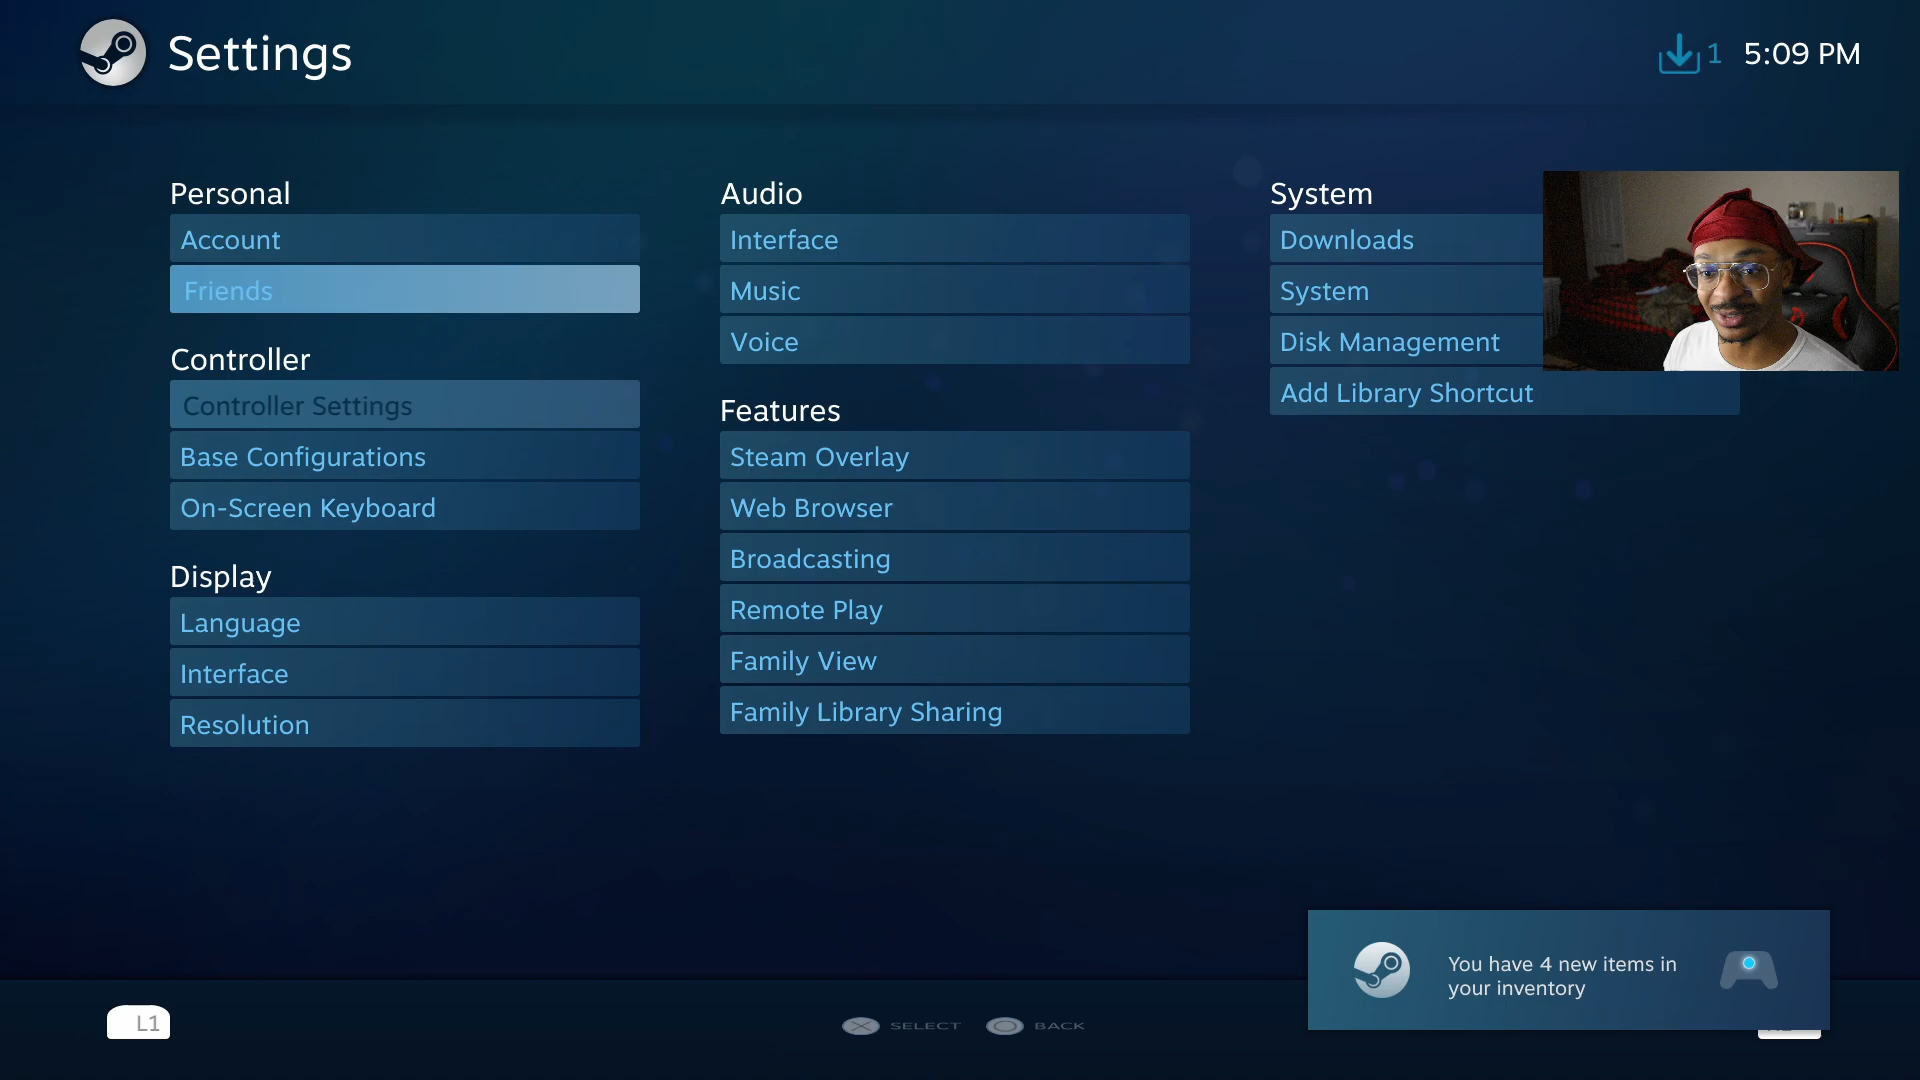 Settings
1 5:09 PM
Personal
Account
Friends
Controller
Controller Settings
Base Configurations
On-Screen Keyboard
Display
Language
Interface
Resolution
Audio
Interface
Music
Voice
Features
Steam Overlay
Web Browser
Broadcasting
Remote Play
Family View
Family Library Sharing
System
Downloads
System
Disk Management
Add Library Shortcut
You have 4 new items in
your inventory
L1
SELECT
BACK